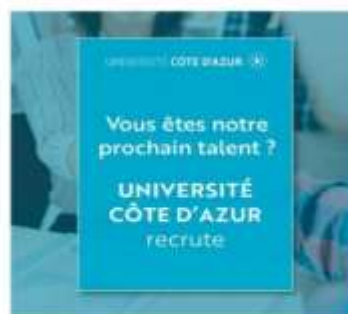 UNIVERSITÉ CÔTE D'AZUR
Vous êtes notre
prochain talent ?
UNIVERSITÉ
CÔTE D'AZUR
recrute